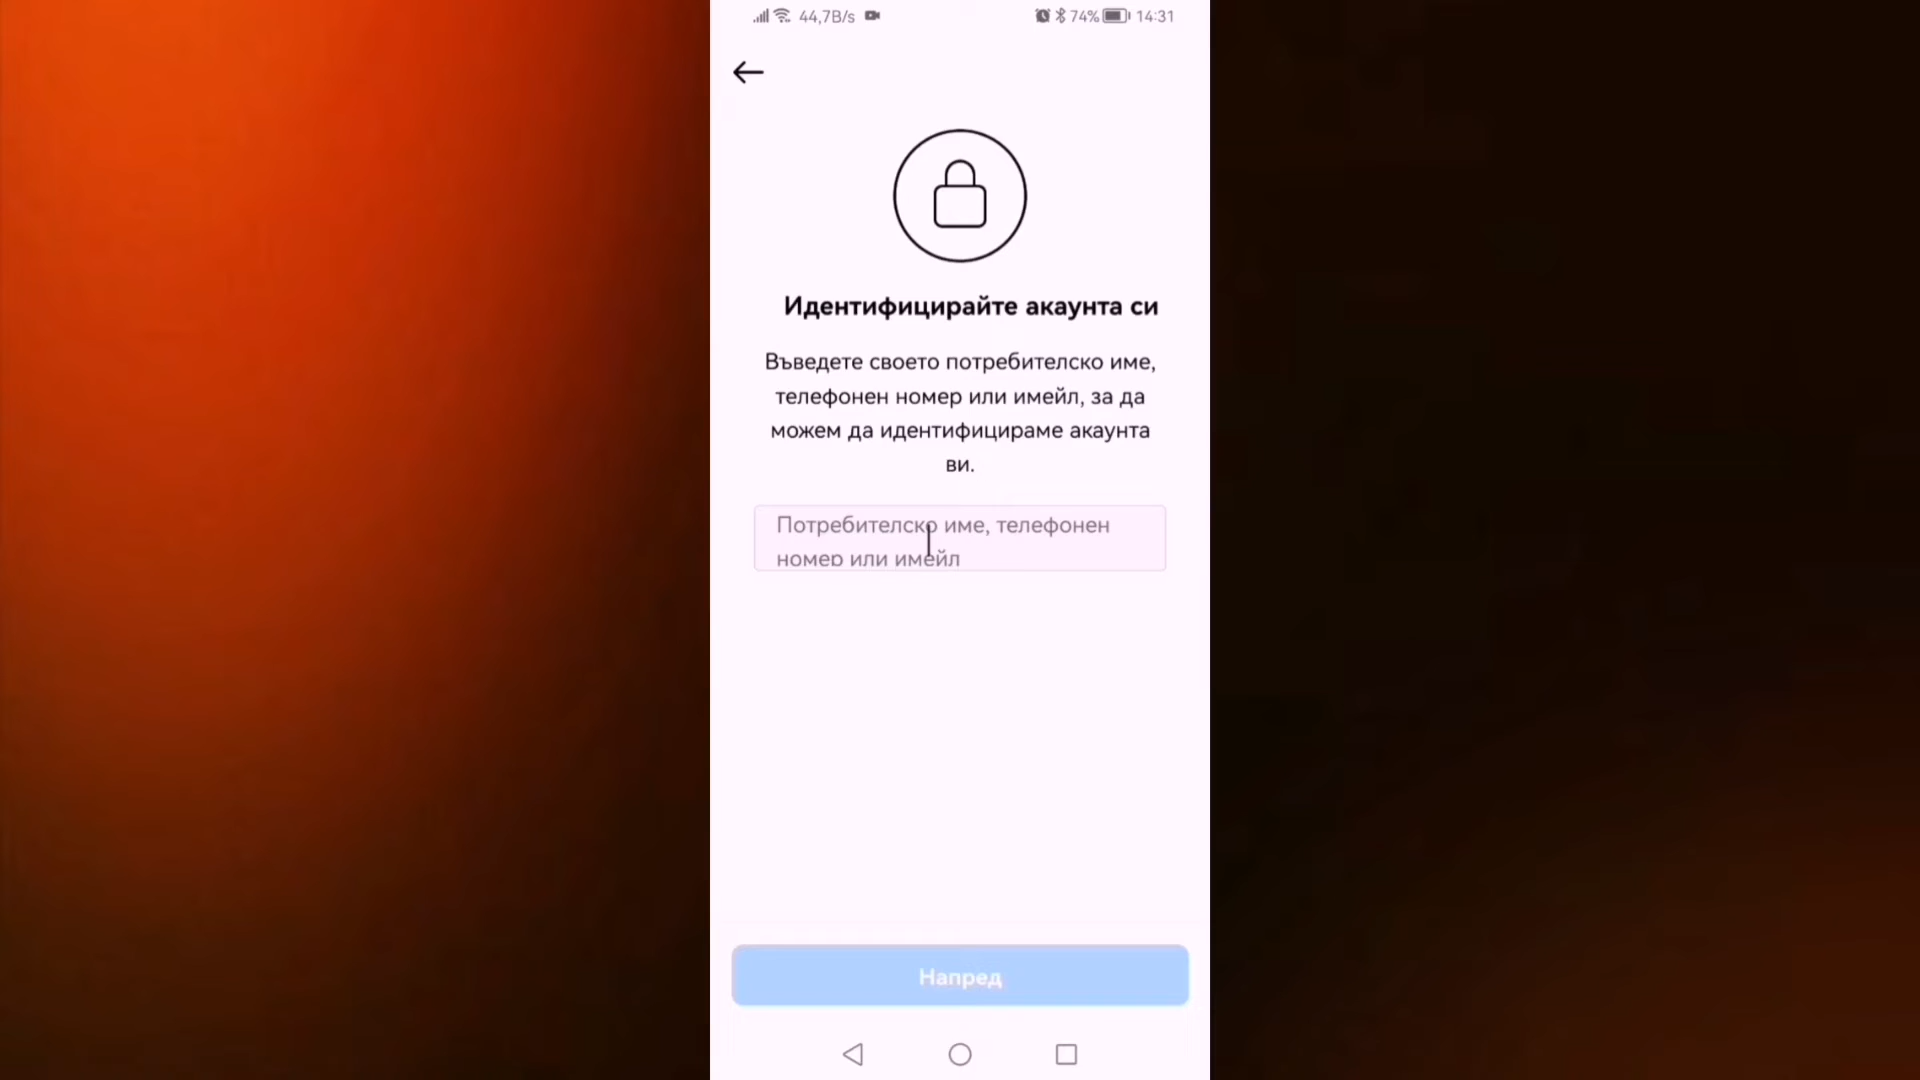 44,7B/s 74% 14:31
Идентифицирайте акаунта си
Въведете своето потребителско име,
телефонен номер или имейл, за да
можем да идентифицираме акаунта
ви.
Потребителско име, телефонен
номер или имейл
Напред